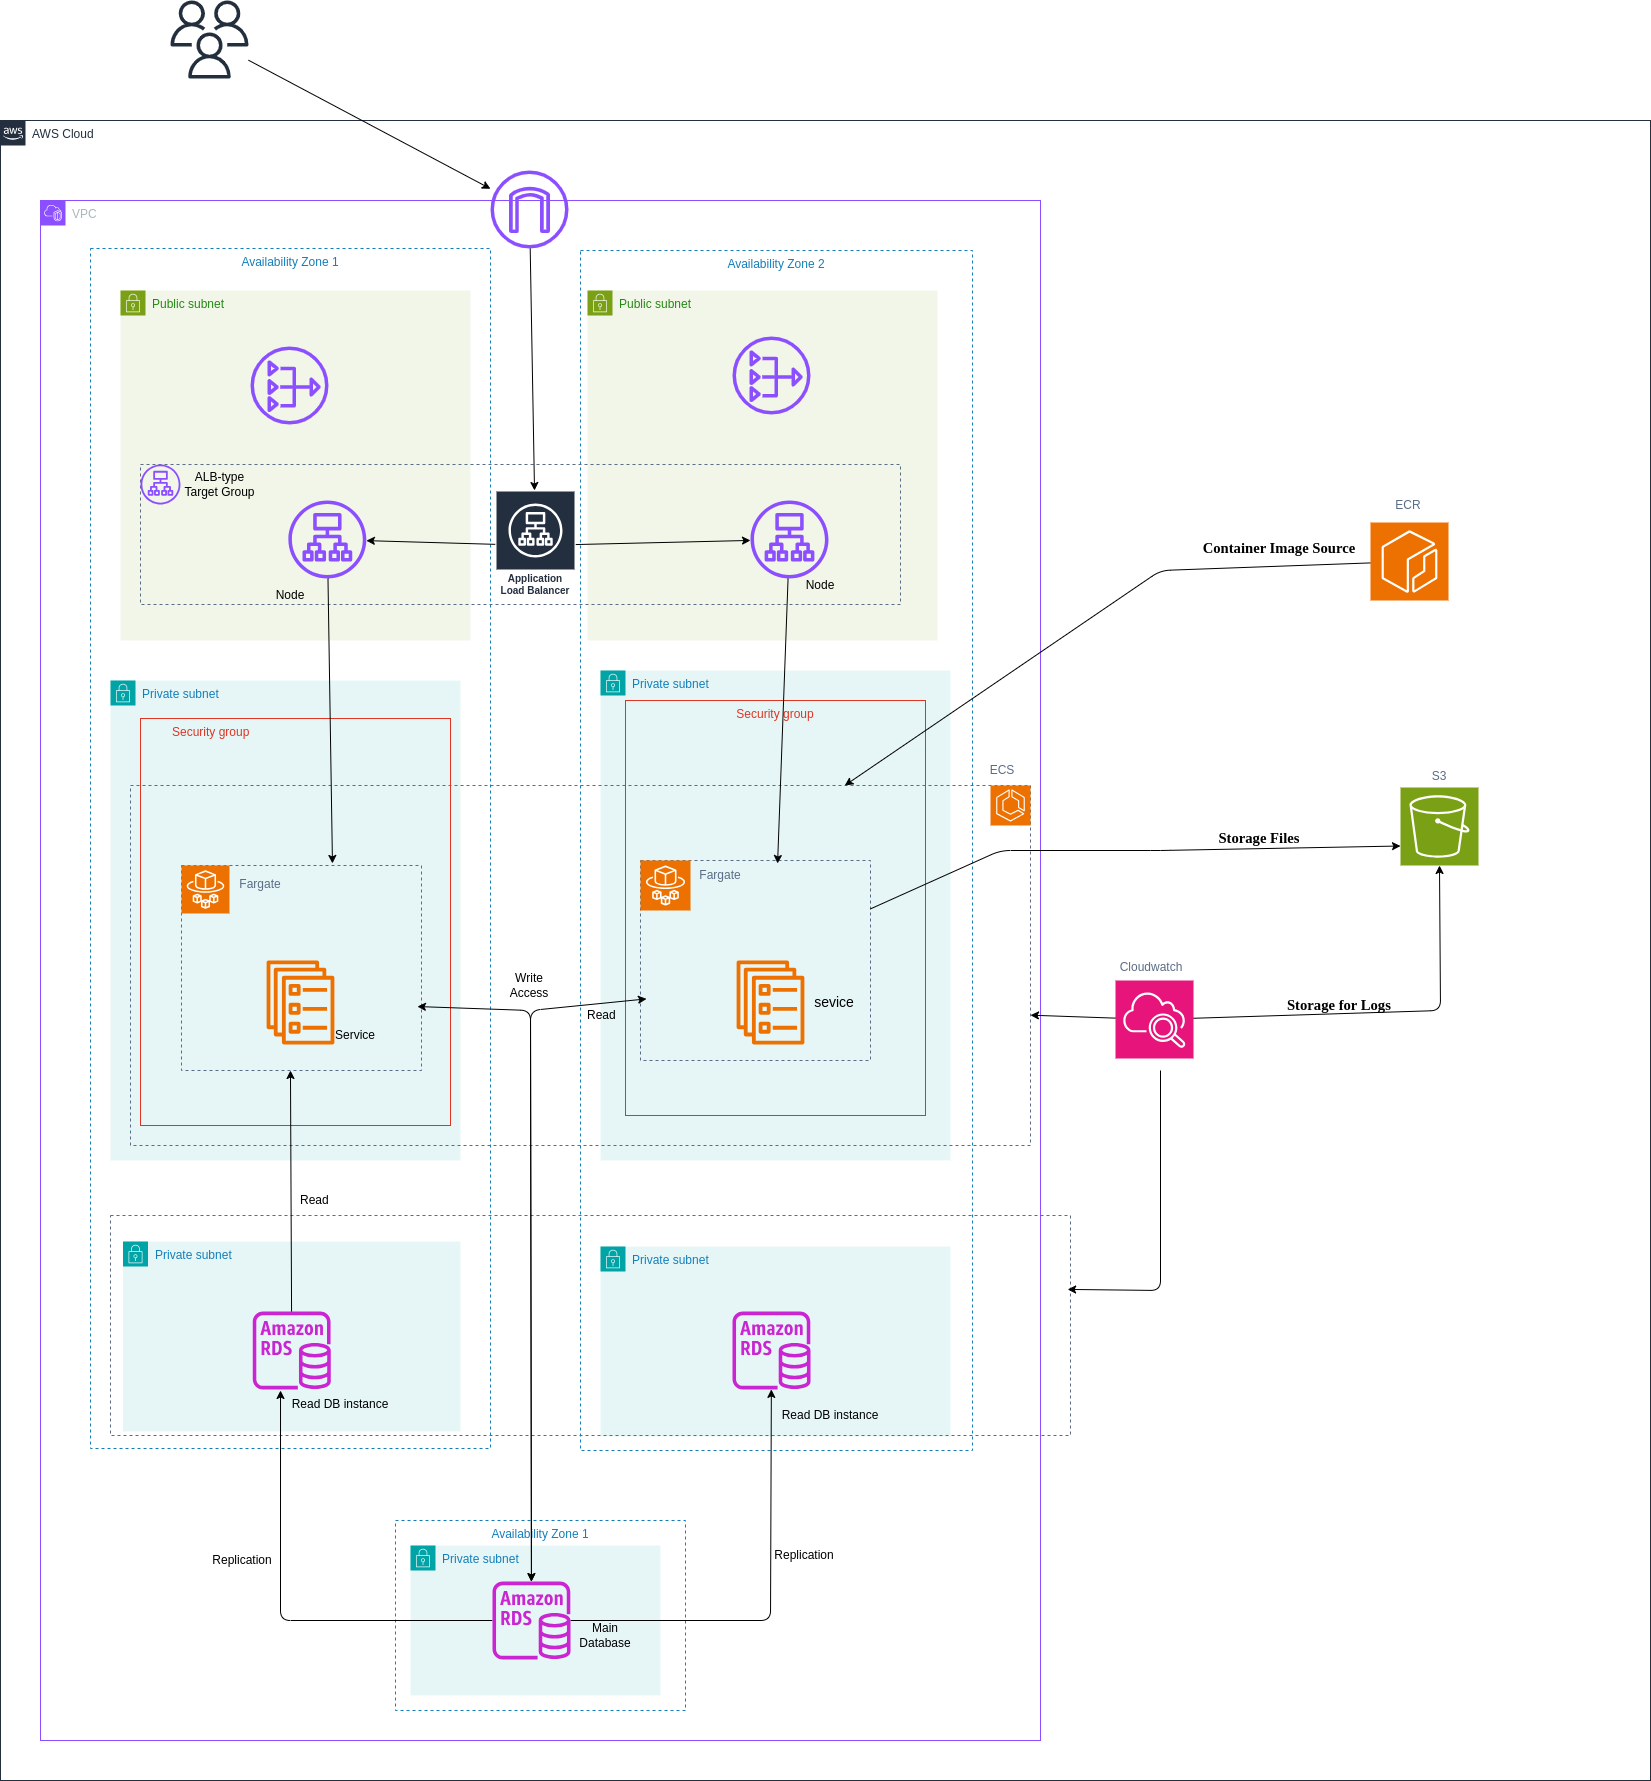 aws
AWS Cloud
VPC
Availability Zone 1
Availability Zone 2
Public subnet
Public subnet
ALB-type
Target Group
Application
Load Balancer
Node
Node
ECR
Container Image Source
Private subnet
Private subnet
Security group
Security group
ECS
S3
Storage Files
Fargate
Fargate
Write
Access
Read
Service
sevice
Cloudwatch
Storage for Logs
Read
Private subnet
Private subnet
Amazon
RDS
Read DB instance
Amazon
RDS
Read DB instance
Replication
Replication
Availability Zone 1
Private subnet
Amazon
RDS
Main
Database